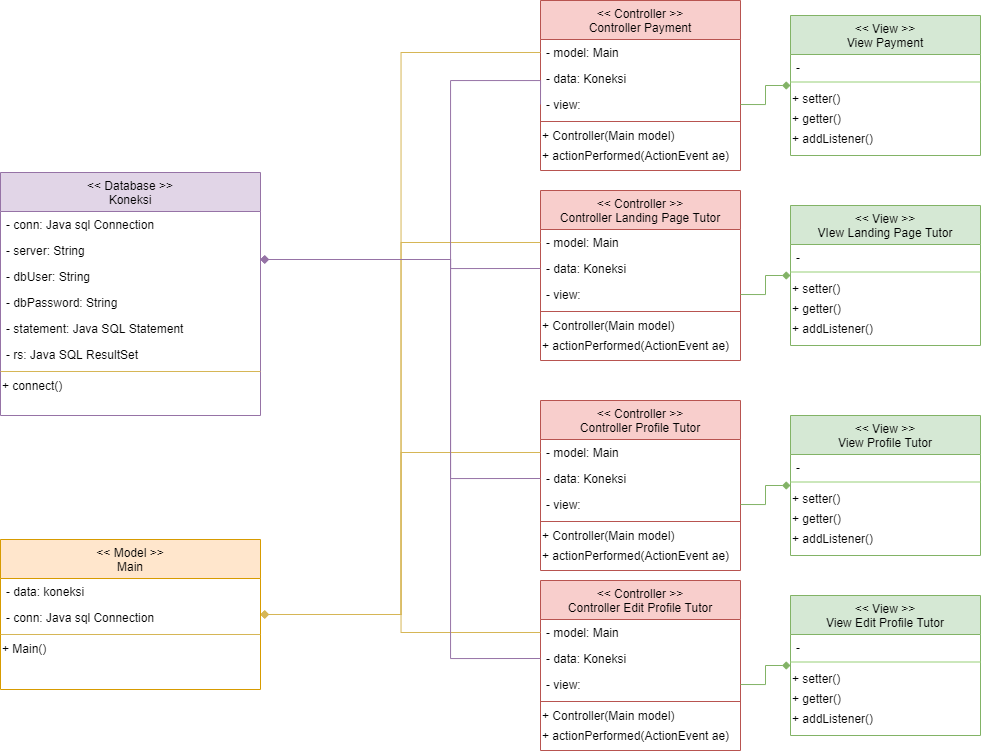 << Database >>
Koneksi
- conn: Java sql Connection
- server: String
- dbUser: String
- dbPassword: String
- statement: Java SQL Statement
- rs: Java SQL ResultSet
+ connect()
<< Model >>
Main
- data: koneksi
- conn: Java sql Connection
+ Main()
<< Controller >>
Controller Payment
- model: Main
- data: Koneksi
- view:
+ Controller(Main model)
+ actionPerformed(ActionEvent ae)
<< View >>
View Payment
-
+ setter()
+ getter()
+ addListener()
<< Controller >>
Controller Landing Page Tutor
- model: Main
- data: Koneksi
- view:
+ Controller(Main model)
+ actionPerformed(ActionEvent ae)
<< View >>
VIew Landing Page Tutor
-
+ setter()
+ getter()
+ addListener()
<< Controller >>
Controller Profile Tutor
- model: Main
- data: Koneksi
- view:
+ Controller(Main model)
+ actionPerformed(ActionEvent ae)
<< View >>
View Profile Tutor
-
+ setter()
+ getter()
+ addListener()
<< Controller >>
Controller Edit Profile Tutor
- model: Main
- data: Koneksi
- view:
+ Controller(Main model)
+ actionPerformed(ActionEvent ae)
<< View >>
View Edit Profile Tutor
-
+ setter()
+ getter()
+ addListener()